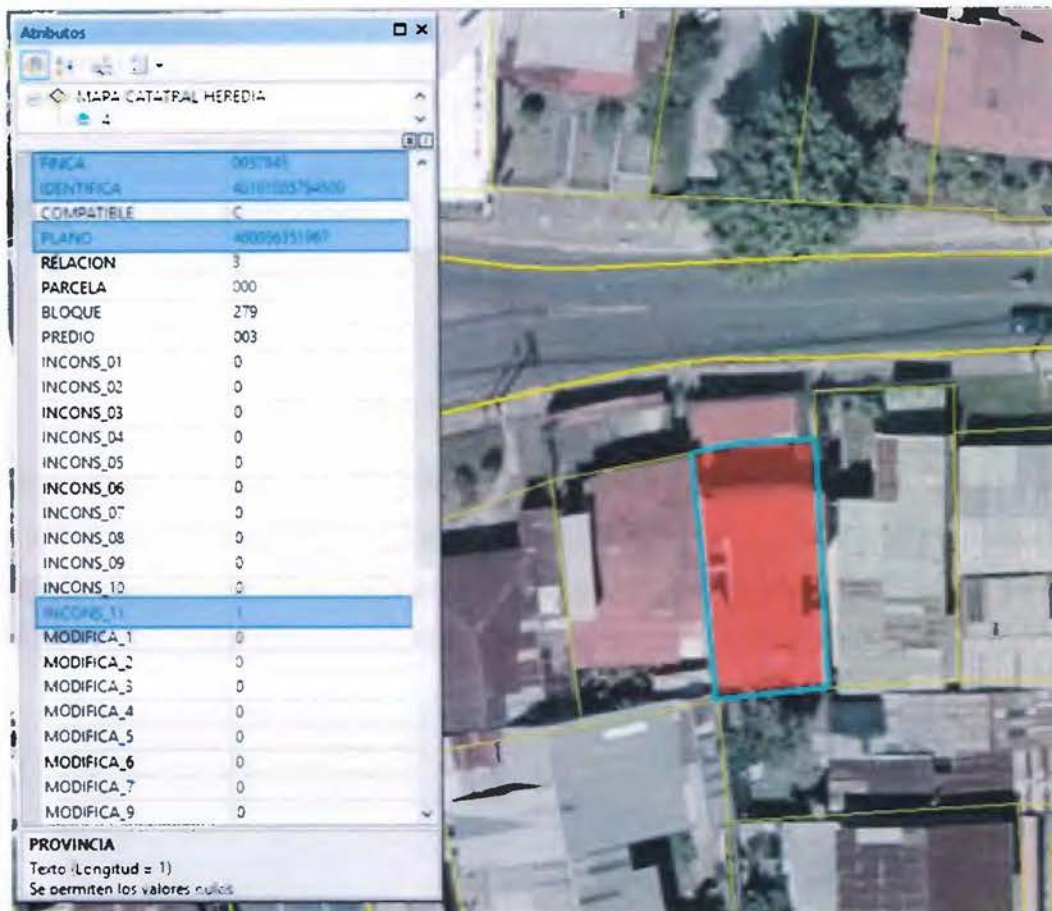 Atributos
MAPA CATATRAL HEREDIA
4
FINCA 0037945
IDENTIFICA
COMPATIBLE C
PLANO
RELACION 3
PARCELA 000
BLOQUE 279
PREDIO 003
INCONS_01 0
INCONS_02 0
INCONS_03 0
INCONS_04 0
INCONS_05 0
INCONS_06 0
INCONS_07 0
INCONS_08 0
INCONS_09 0
INCONS_10 0
INCONS_11 1
MODIFICA_1 0
MODIFICA_2 0
MODIFICA_3 0
MODIFICA_4 0
MODIFICA_5 0
MODIFICA_6 0
MODIFICA_7 0
MODIFICA_9 0
PROVINCIA
Texto (Longitud = 1)
Se permiten los valores nulos